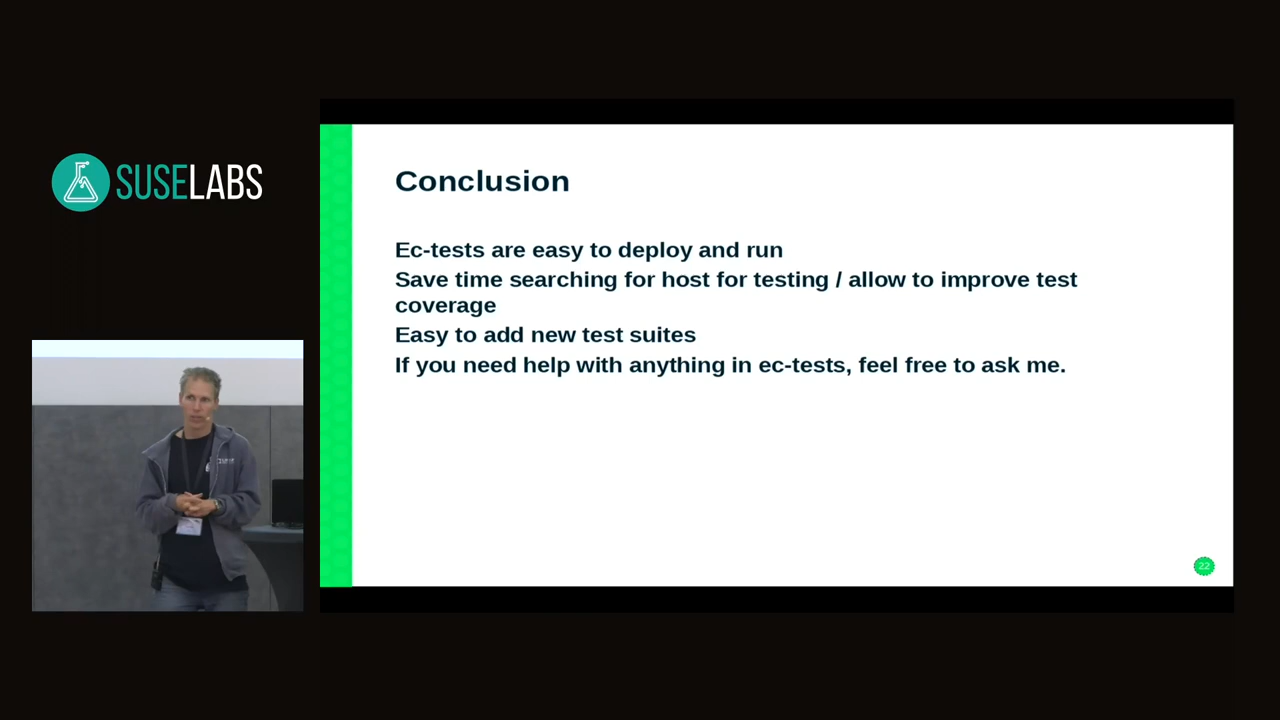 SUSELABS
Conclusion
Ec-tests are easy to deploy and run
Save time searching for host for testing / allow to improve test
coverage
Easy to add new test suites
If you need help with anything in ec-tests, feel free to ask me.
22